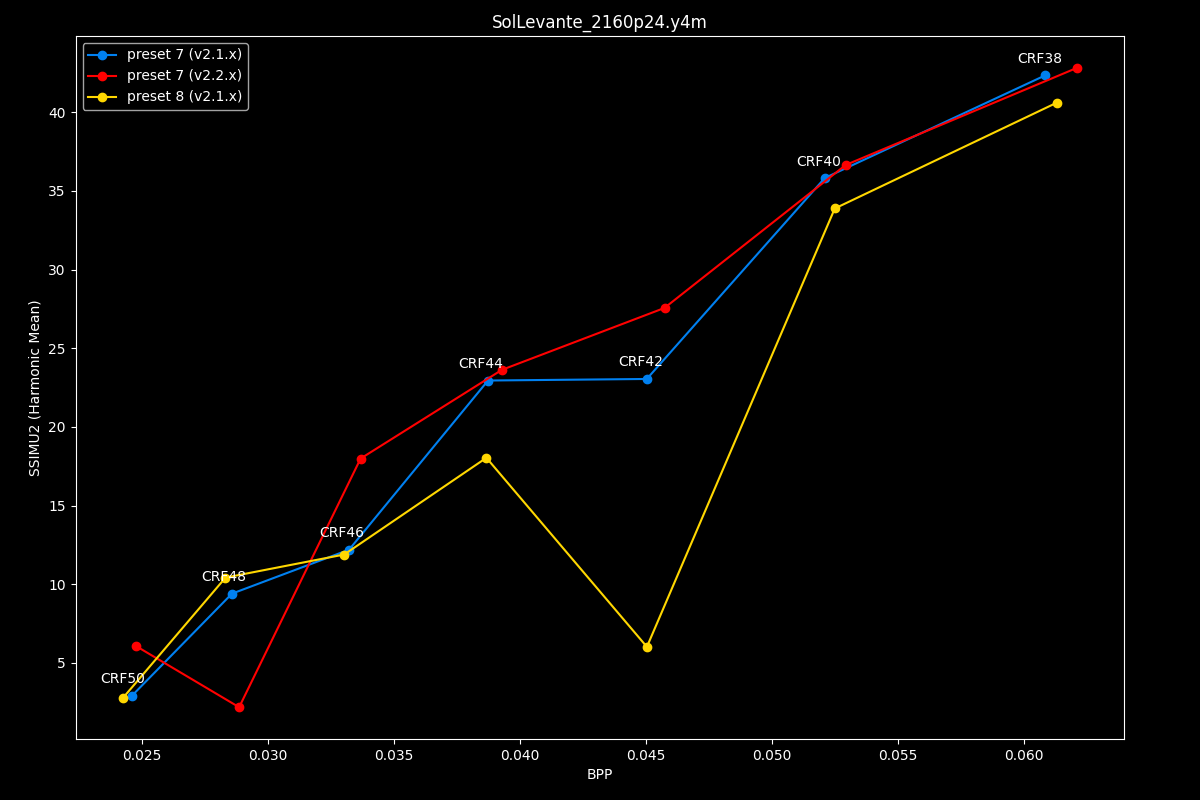 SolLevante_2160p24.y4m
preset 7 (v2.1.x)
preset 7 (v2.2.x)
preset 8 (v2.1.x)
CRF38
CRF40
CRF42
CRF44
CRF46
CRF48
CRF50
SSIMU2 (Harmonic Mean)
40
35
30
25
20
15
10
5
0.025 0.030 0.035 0.040 0.045 0.050 0.055 0.060
BPP